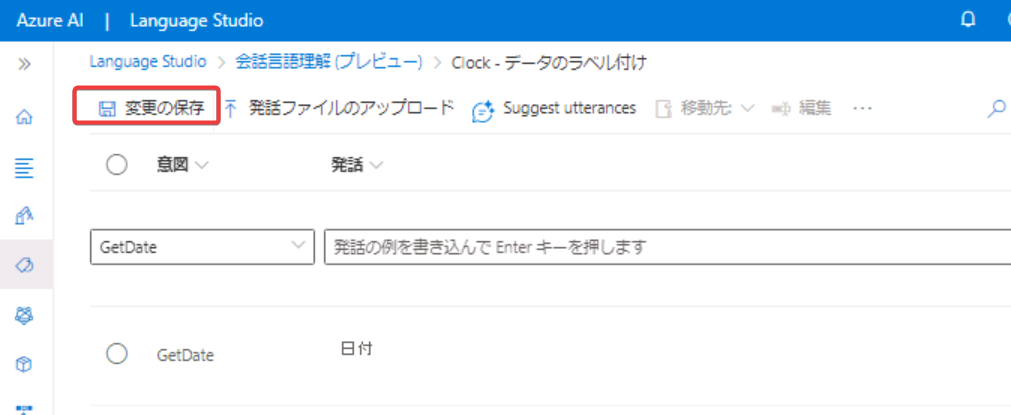 Azure AI | Language Studio
Language Studio > 会話言語理解 (プレビュー) > Clock - データのラベル付け
変更の保存 発話ファイルのアップロード Suggest utterances 移動先: 編集 ...
意図 発話
GetDate 発話の例を書き込んで Enter キーを押します
GetDate 日付